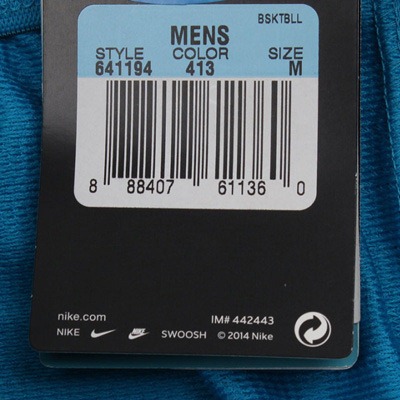 BSKTBLL
MENS
STYLE COLOR SIZE
641194 413 M
8 88407 61136 0
nike.com IM# 442443
NIKE NIKE SWOOSH © 2014 Nike